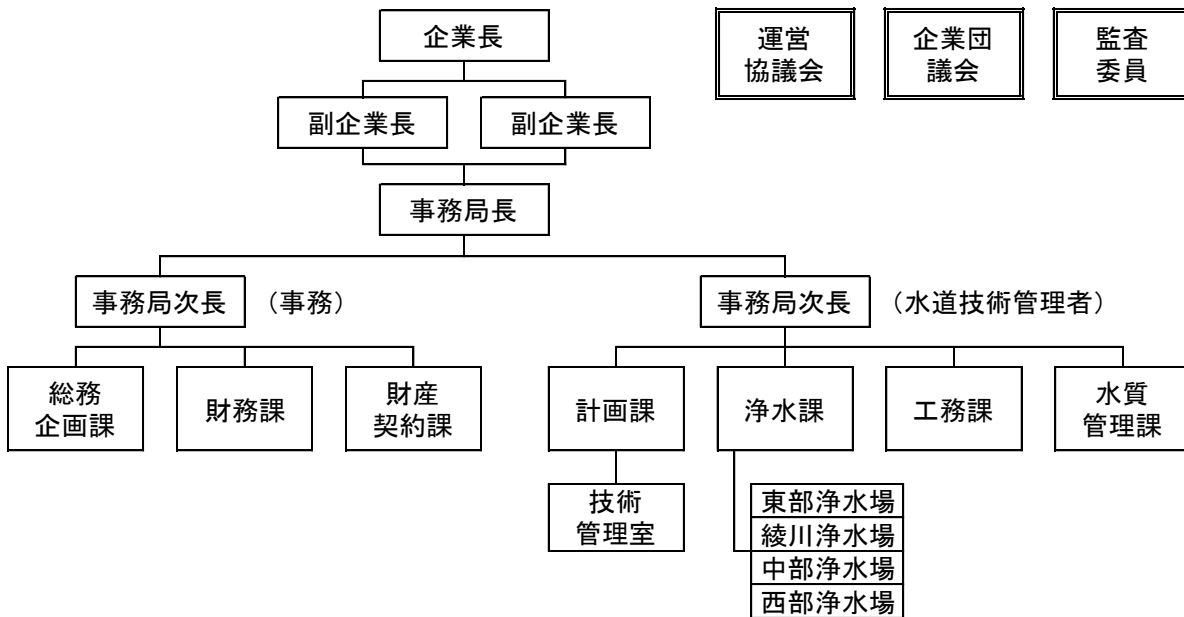 企業長
運営
協議会
企業団
議会
監査
委員
副企業長
副企業長
事務局長
事務局次長
（事務）
事務局次長
（水道技術管理者）
総務
企画課
財務課
財産
契約課
計画課
浄水課
工務課
水質
管理課
技術
管理室
東部浄水場
綾川浄水場
中部浄水場
西部浄水場